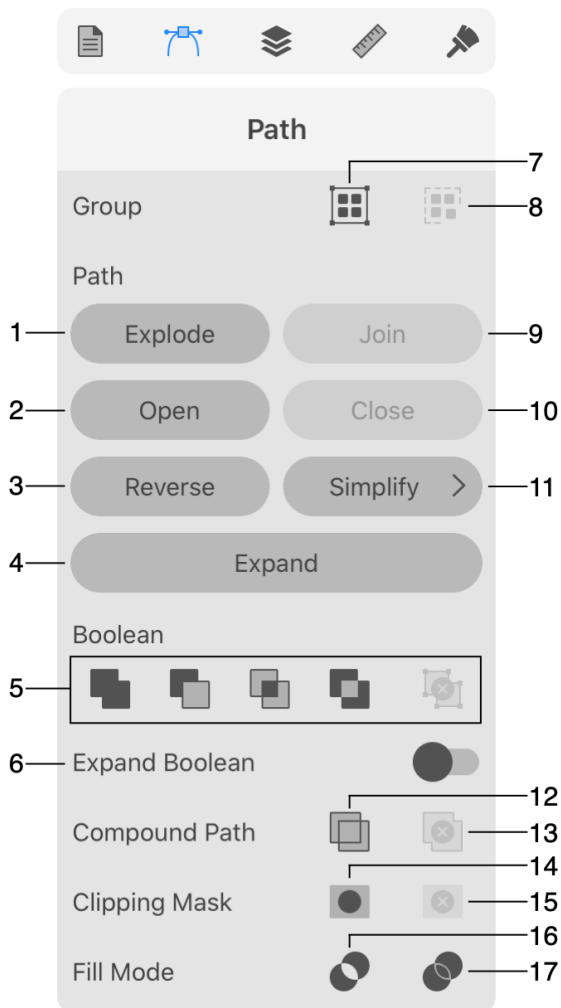 Path
7
Group
8
Path
1 Explode Join 9
2 Open Close 10
3 Reverse Simplify 11
4 Expand
Boolean
5
6 Expand Boolean
12
Compound Path 13
14
Clipping Mask 15
16
Fill Mode 17